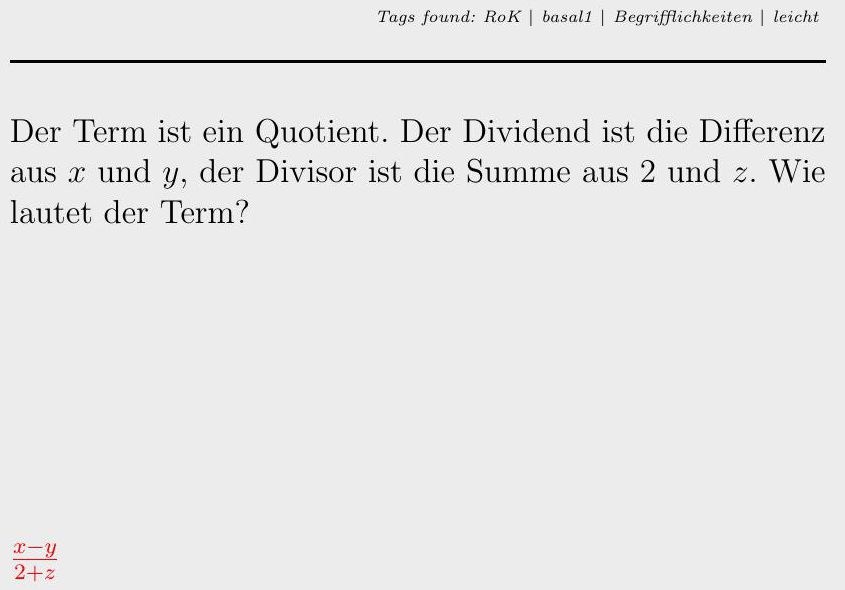 Tags found: RoK | basal1 | Begrifflichkeiten | leicht
Der Term ist ein Quotient. Der Dividend ist die Differenz
aus x und y, der Divisor ist die Summe aus 2 und z. Wie
lautet der Term?
x−y
2+z